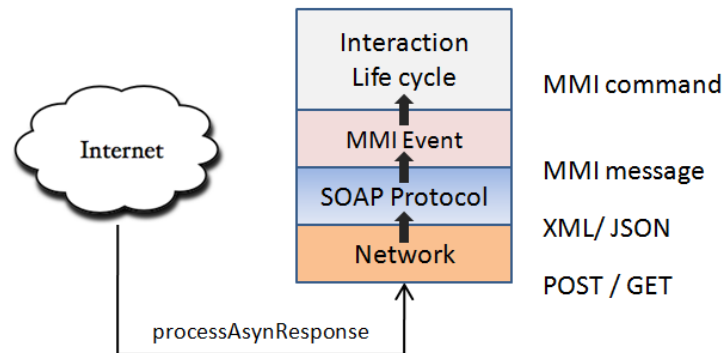 Interaction
Life cycle
MMI command
Internet
MMI Event
MMI message
SOAP Protocol
XML/ JSON
Network
POST / GET
processAsynResponse